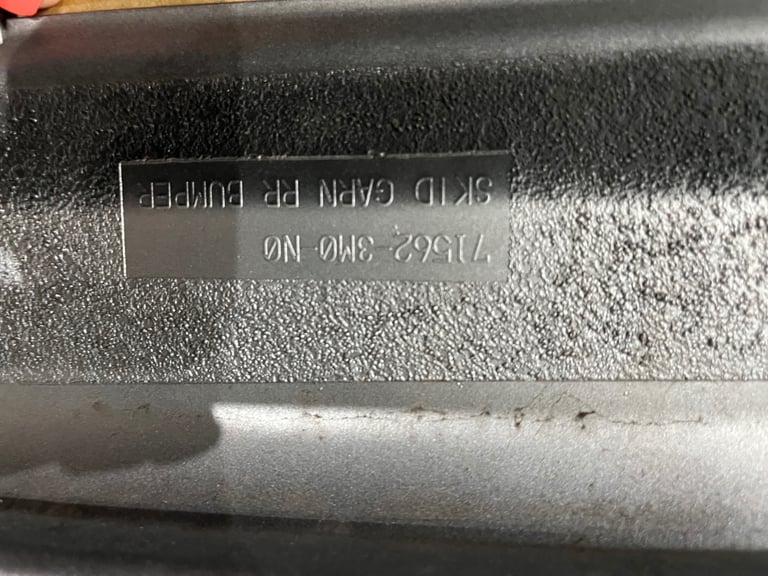 71562-3M0-N0
SKID GARN RR BUMPER